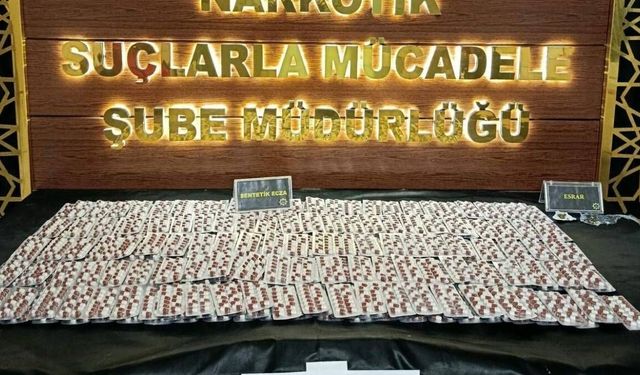 NARKOTİK
SUÇLARLA MÜCADELE
ŞUBE MÜDÜRLÜĞÜ
SENTETİK ECZA
ESRAR